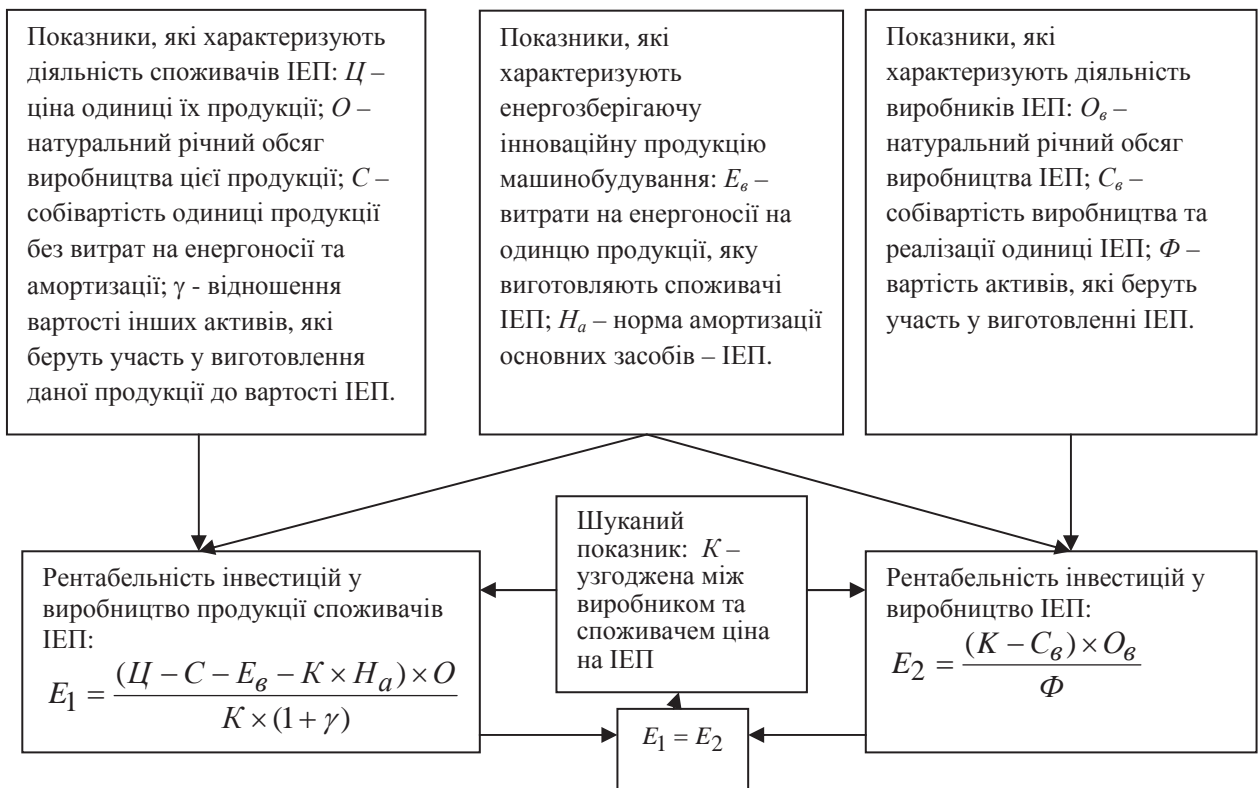 Показники, які характеризують
діяльність споживачів ІЕП: Ц –
ціна одиниці їх продукції; О –
натуральний річний обсяг
виробництва цієї продукції; С –
собівартість одиниці продукції
без витрат на енергоносії та
амортизації; γ - відношення
вартості інших активів, які
беруть участь у виготовлення
даної продукції до вартості ІЕП.
Показники, які
характеризують
енергозберігаючу
інноваційну продукцію
машинобудування: Eв –
витрати на енергоносії на
одинцю продукції, яку
виготовляють споживачі
ІЕП; На – норма амортизації
основних засобів – ІЕП.
Показники, які
характеризують діяльність
виробників ІЕП: Ов –
натуральний річний обсяг
виробництва ІЕП; Св –
собівартість виробництва та
реалізації одиниці ІЕП; Ф –
вартість активів, які беруть
участь у виготовленні ІЕП.
Шуканий
показник: К –
узгоджена між
виробником та
споживачем ціна
на ІЕП
Рентабельність інвестицій у
виробництво продукції споживачів
ІЕП:
E1 = (Ц − С − Eв − К × На) × О
К × (1 + γ)
Рентабельність інвестицій у
виробництво ІЕП:
E2 = (К − Св) × Ов
Ф
E1 = E2